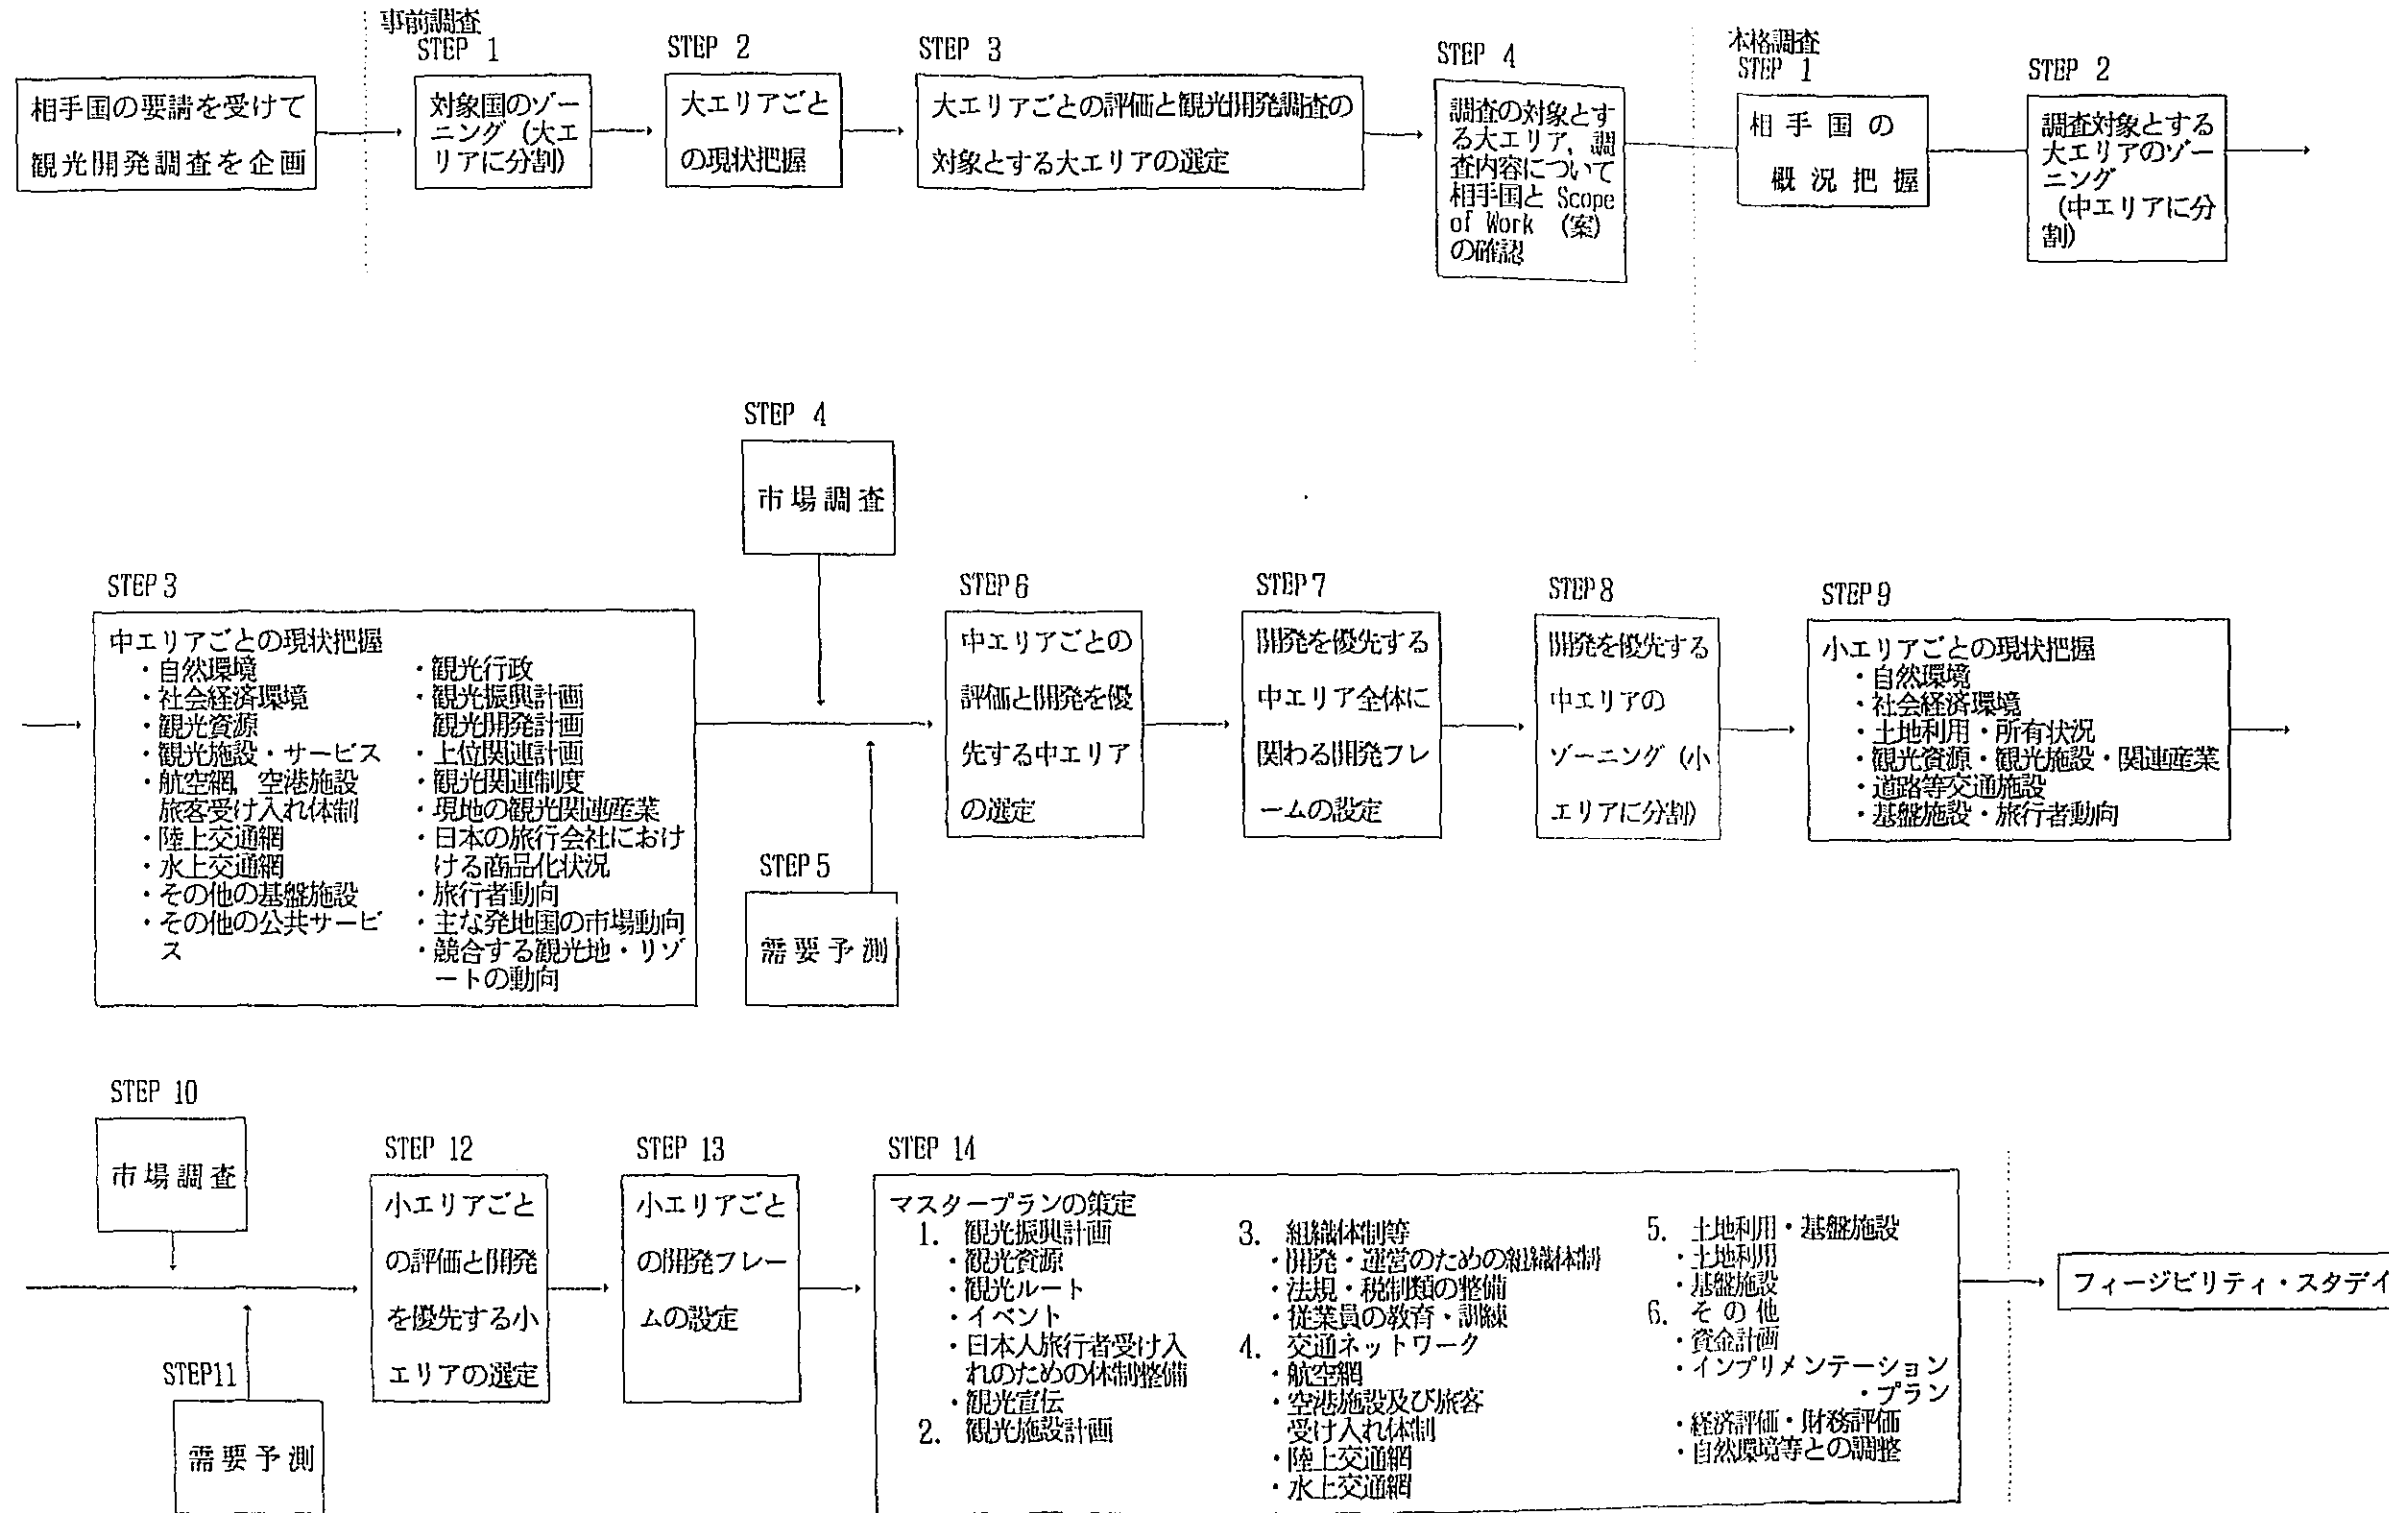 事前調査
STEP 1
STEP 2
STEP 3
STEP 4
本格調査
STEP 1
STEP 2
相手国の要請を受けて
観光開発調査を企画
対象国のゾー
ニング（大エ
リアに分割）
大エリアごと
の現状把握
大エリアごとの評価と観光開発調査の
対象とする大エリアの選定
調査の対象とす
る大エリア，調
査内容について
相手国と Scope
of Work （案）
の確認
相手国の
概況把握
調査対象とする
大エリアのゾー
ニング
（中エリアに分
割）
STEP 3
中エリアごとの現状把握
・自然環境
・社会経済環境
・観光資源
・観光施設・サービス
・航空網，空港施設
旅客受け入れ体制
・陸上交通網
・水上交通網
・その他の基盤施設
・その他の公共サービ
ス
・観光行政
・観光振興計画
観光開発計画
・上位関連計画
・観光関連制度
・現地の観光関連産業
・日本の旅行会社におけ
ける商品化状況
・旅行者動向
・主な発地国の市場動向
・競合する観光地・リゾ
ートの動向
STEP 4
市場調査
STEP 5
需要予測
STEP 6
中エリアごとの
評価と開発を優
先する中エリア
の選定
STEP 7
開発を優先する
中エリア全体に
関わる開発フレ
ームの設定
STEP 8
開発を優先する
中エリアの
ゾーニング（小
エリアに分割）
STEP 9
小エリアごとの現状把握
・自然環境
・社会経済環境
・土地利用・所有状況
・観光資源・観光施設・関連産業
・道路等交通施設
・基盤施設・旅行者動向
STEP 10
市場調査
STEP11
需要予測
STEP 12
小エリアごと
の評価と開発
を優先する小
エリアの選定
STEP 13
小エリアごと
の開発フレー
ムの設定
STEP 14
マスタープランの策定
1. 観光振興計画
・観光資源
・観光ルート
・イベント
・日本人旅行者受け入
れのための体制整備
・観光宣伝
2. 観光施設計画
3. 組織体制等
・開発・運営のための組織体制
・法規・税制類の整備
・従業員の教育・訓練
4. 交通ネットワーク
・航空網
・空港施設及び旅客
受け入れ体制
・陸上交通網
・水上交通網
5. 土地利用・基盤施設
・土地利用
・基盤施設
6. その他
・資金計画
・インプリメンテーション
・プラン
・経済評価・財務評価
・自然環境等との調整
フィージビリティ・スタデイ